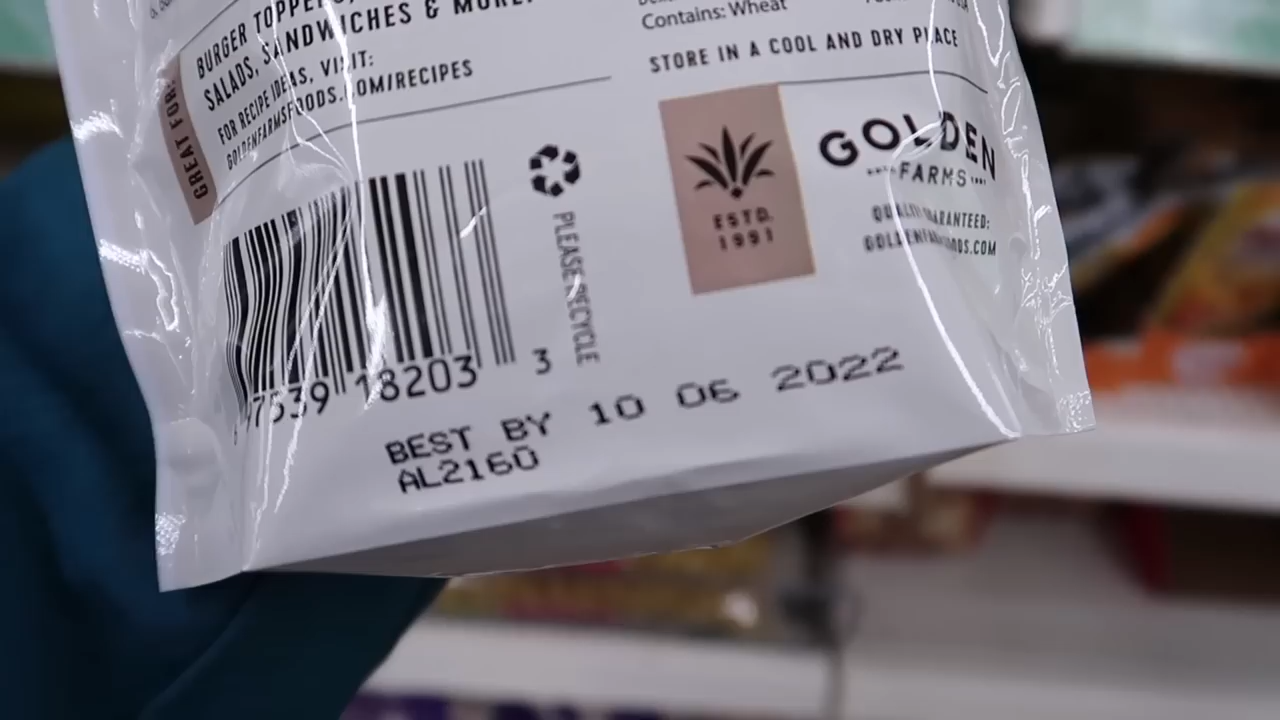 BURGER TOPPE
SALADS, SANDWICHES & MORE!
FOR RECIPE IDEAS, VISIT:
GOLDENFARMSFOODS.COM/RECIPES
GREAT FOR:
Contains: Wheat
STORE IN A COOL AND DRY PLACE
PLEASE RECYCLE
ESTD.
1991
GOLDEN
FARMS
QUALITY GUARANTEED:
GOLDENFARMSFOODS.COM
97539 18203 3
BEST BY 10 06 2022
AL2160